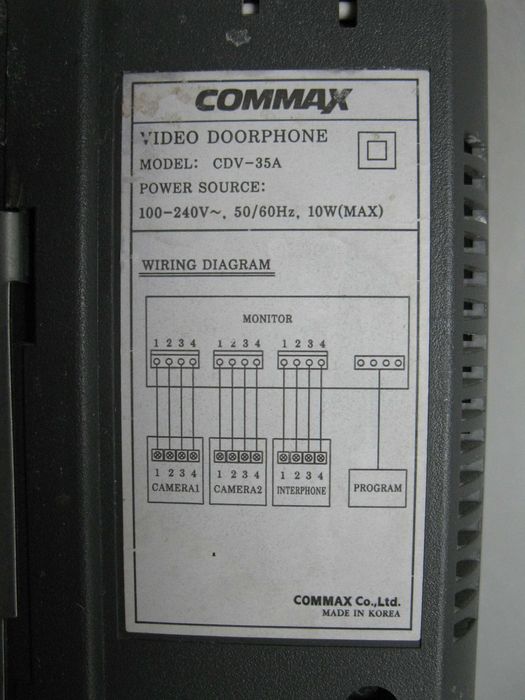 COMMAX
VIDEO DOORPHONE
MODEL: CDV-35A
POWER SOURCE:
100-240V~, 50/60Hz, 10W(MAX)
WIRING DIAGRAM
MONITOR
1 2 3 4 1 2 3 4 1 2 3 4
1 2 3 4 1 2 3 4 1 2 3 4
CAMERA1 CAMERA2 INTERPHONE PROGRAM
COMMAX Co.,Ltd.
MADE IN KOREA